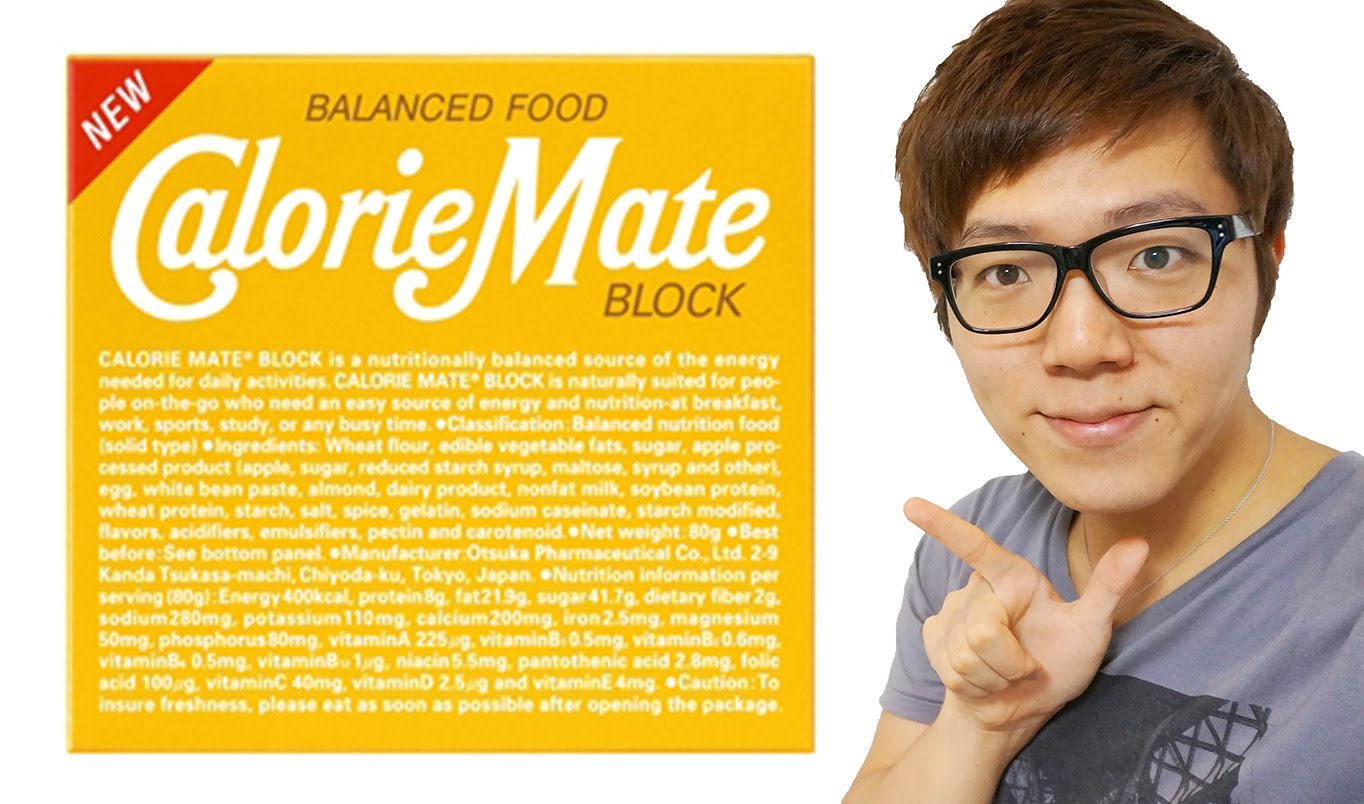 NEW
BALANCED FOOD
CalorieMate
BLOCK
CALORIE MATE® BLOCK is a nutritionally balanced source of the energy
needed for daily activities. CALORIE MATE® BLOCK is naturally suited for peo-
ple on-the-go who need an easy source of energy and nutrition-at breakfast,
work, sports, study, or any busy time. ●Classification:Balanced nutrition food
(solid type) ●Ingredients: Wheat flour, edible vegetable fats, sugar, apple pro-
cessed product (apple, sugar, reduced starch syrup, maltose, syrup and other),
egg, white bean paste, almond, dairy product, nonfat milk, soybean protein,
wheat protein, starch, salt, spice, gelatin, sodium caseinate, starch modified,
flavors, acidifiers, emulsifiers, pectin and carotenoid. ●Net weight:80g ●Best
before:See bottom panel. ●Manufacturer:Otsuka Pharmaceutical Co., Ltd. 2-9
Kanda Tsukasa-machi, Chiyoda-ku, Tokyo, Japan. ●Nutrition information per
serving (80g):Energy 400kcal, protein 8g, fat 21.9g, sugar 41.7g, dietary fiber 2g,
sodium 280mg, potassium 110mg, calcium 200mg, iron 2.5mg, magnesium
50mg, phosphorus 80mg, vitaminA 225μg, vitaminB₁ 0.5mg, vitaminB₂ 0.6mg,
vitaminB₆ 0.5mg, vitaminB₁₂ 1μg, niacin 5.5mg, pantothenic acid 2.8mg, folic
acid 100μg, vitaminC 40mg, vitaminD 2.5μg and vitaminE 4mg. ●Caution:To
insure freshness, please eat as soon as possible after opening the package.